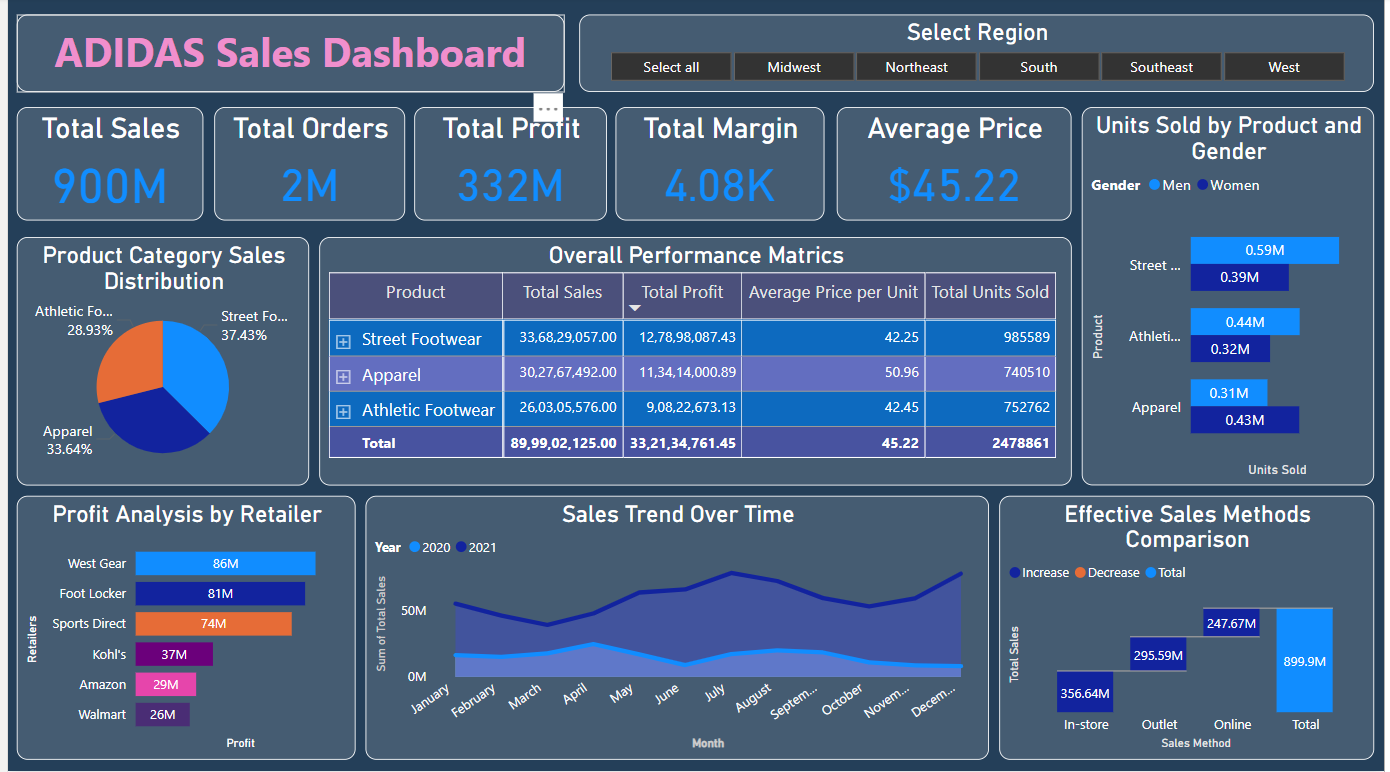 ADIDAS Sales Dashboard
Select Region
Select all
Midwest
Northeast
South
Southeast
West
Total Sales
900M
Total Orders
2M
Total Profit
332M
Total Margin
4.08K
Average Price
$45.22
Units Sold by Product and
Gender
Gender Men Women
Product
Street ...
0.59M
0.39M
Athleti...
0.44M
0.32M
Apparel
0.31M
0.43M
Units Sold
Product Category Sales
Distribution
Athletic Fo...
28.93%
Street Fo...
37.43%
Apparel
33.64%
Overall Performance Matrics
Product Total Sales Total Profit Average Price per Unit Total Units Sold
Street Footwear 33,68,29,057.00 12,78,98,087.43 42.25 985589
Apparel 30,27,67,492.00 11,34,14,000.89 50.96 740510
Athletic Footwear 26,03,05,576.00 9,08,22,673.13 42.45 752762
Total 89,99,02,125.00 33,21,34,761.45 45.22 2478861
Profit Analysis by Retailer
Retailers
West Gear 86M
Foot Locker 81M
Sports Direct 74M
Kohl's 37M
Amazon 29M
Walmart 26M
Profit
Sales Trend Over Time
Year 2020 2021
Sum of Total Sales
50M
0M
January
February
March
April
May
June
July
August
Septem...
October
Novem...
Decem...
Month
Effective Sales Methods
Comparison
Increase Decrease Total
Total Sales
356.64M
295.59M
247.67M
899.9M
In-store
Outlet
Online
Total
Sales Method